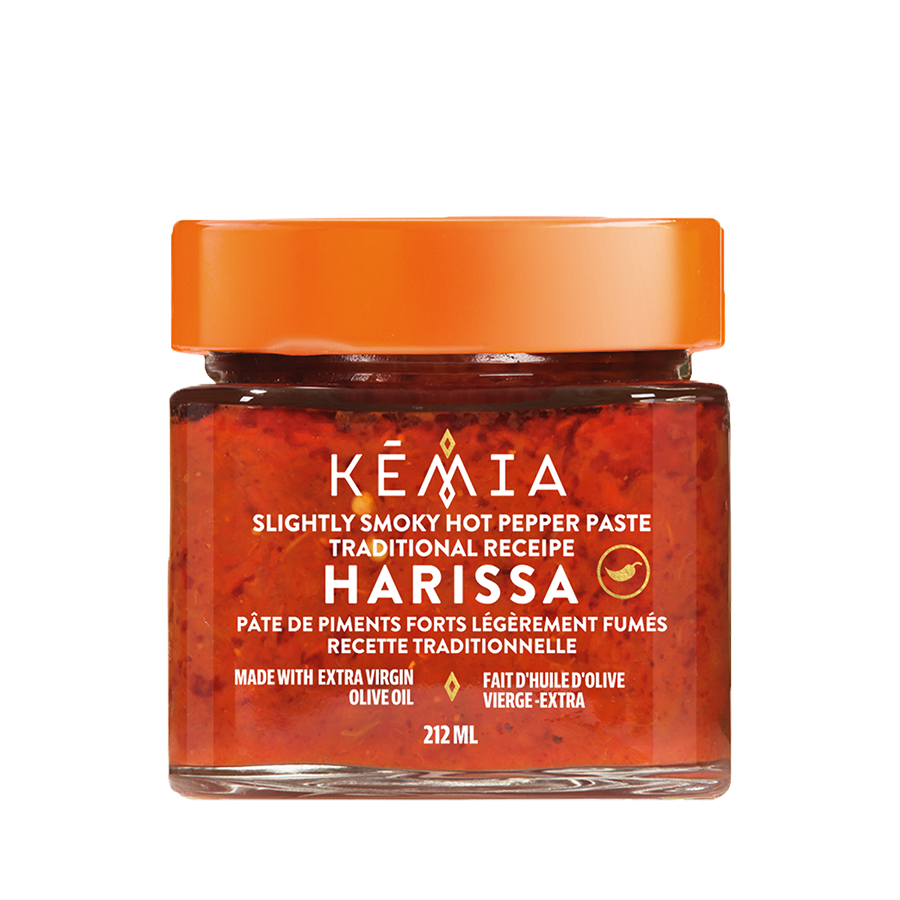 KĒMIA
SLIGHTLY SMOKY HOT PEPPER PASTE
TRADITIONAL RECEIPE
HARISSA
PÂTE DE PIMENTS FORTS LÉGÈREMENT FUMÉS
RECETTE TRADITIONNELLE
MADE WITH EXTRA VIRGIN
OLIVE OIL
FAIT D'HUILE D'OLIVE
VIERGE-EXTRA
212 ML